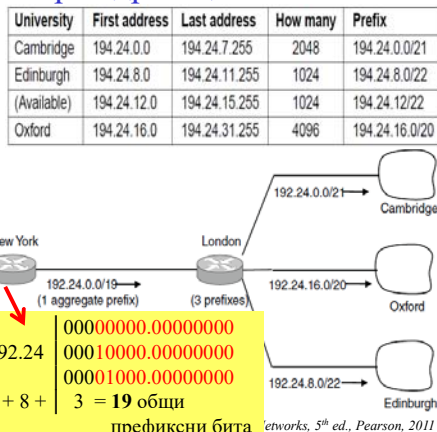 University First address Last address How many Prefix
Cambridge 194.24.0.0 194.24.7.255 2048 194.24.0.0/21
Edinburgh 194.24.8.0 194.24.11.255 1024 194.24.8.0/22
(Available) 194.24.12.0 194.24.15.255 1024 194.24.12/22
Oxford 194.24.16.0 194.24.31.255 4096 194.24.16.0/20
192.24.0.0/21
Cambridge
ew York
London
192.24.0.0/19
(1 aggregate prefix)
(3 prefixes)
192.24.16.0/20
Oxford
00000000.00000000
92.24 00010000.00000000
00001000.00000000
192.24.8.0/22
+ 8 + 3 = 19 общи
Edinburgh
префиксни бита
etworks, 5th ed., Pearson, 2011